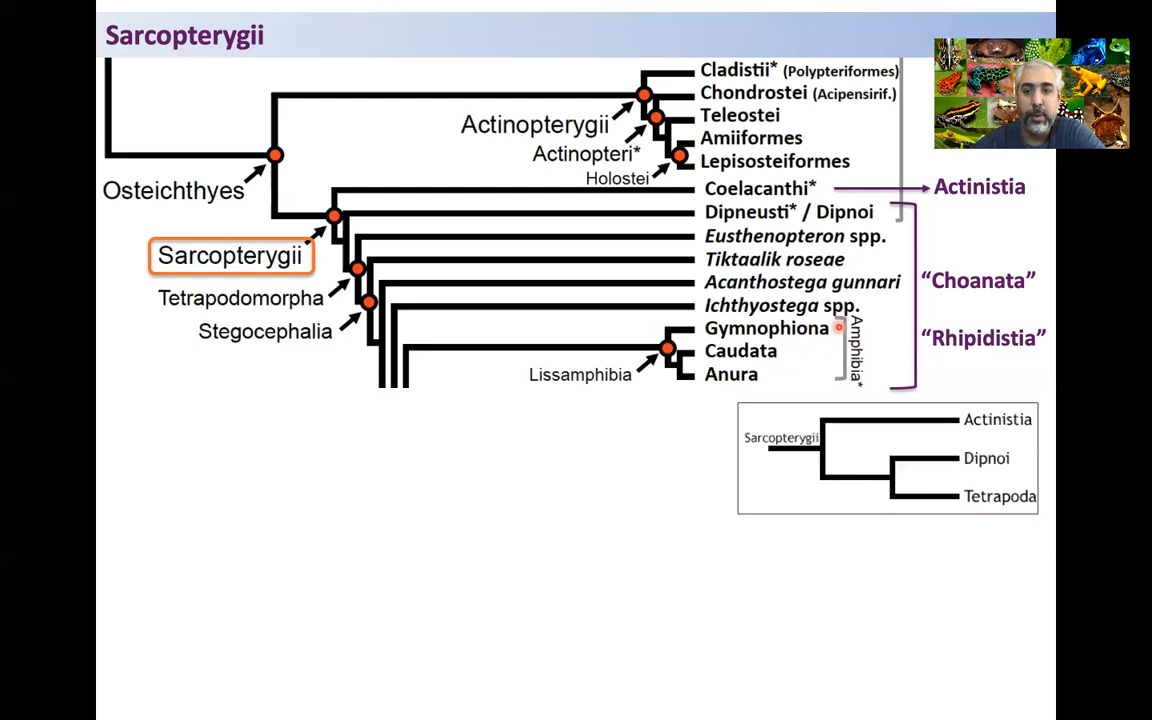 Sarcopterygii
Cladistii* (Polypteriformes)
Chondrostei (Acipensirif.)
Actinopterygii
Teleostei
Actinopteri*
Amiiformes
Holostei
Lepisosteiformes
Osteichthyes
Coelacanthi*
Actinistia
Dipneusti* / Dipnoi
Eusthenopteron spp.
Sarcopterygii
Tiktaalik roseae
Acanthostega gunnari
"Choanata"
Tetrapodomorpha
Ichthyostega spp.
Stegocephalia
Gymnophiona
"Rhipidistia"
Caudata
Amphibia*
Lissamphibia
Anura
Actinistia
Sarcopterygii
Dipnoi
Tetrapoda